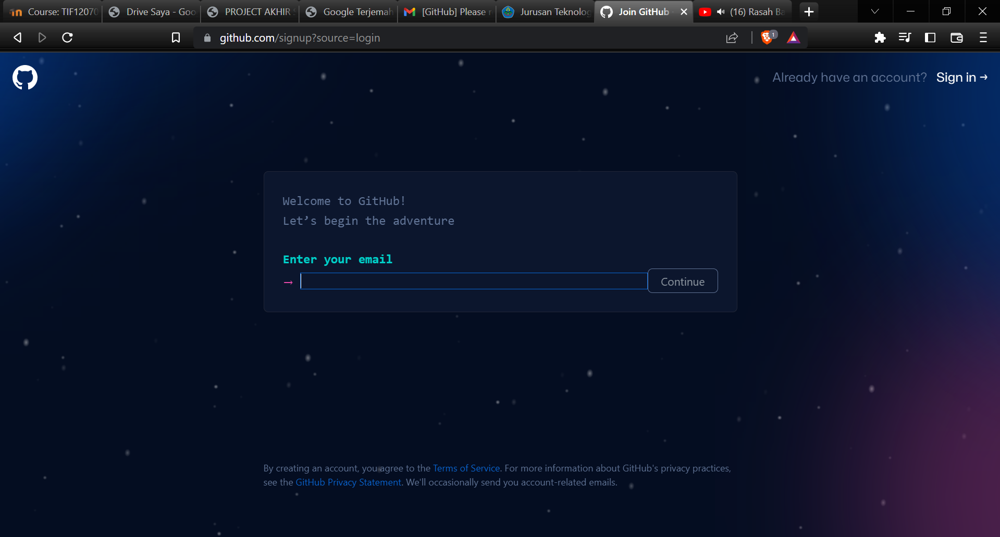 Course: TIF12070
Drive Saya - Goo
PROJECT AKHIR
Google Terjemah
[GitHub] Please
Jurusan Teknolog
Join GitHub
(16) Rasah Ba
github.com/signup?source=login
1
Already have an account? Sign in →
Welcome to GitHub!
Let’s begin the adventure
Enter your email
→
Continue
By creating an account, you agree to the Terms of Service. For more information about GitHub's privacy practices,
see the GitHub Privacy Statement. We'll occasionally send you account-related emails.